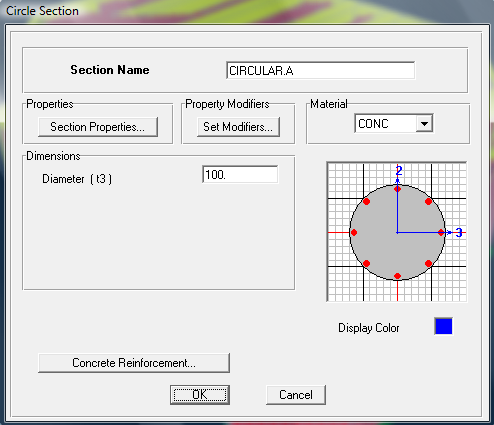 Circle Section
Section Name CIRCULAR.A
Properties Property Modifiers Material
Section Properties... Set Modifiers... CONC
Dimensions
Diameter ( t3 ) 100.
2
3
Display Color
Concrete Reinforcement...
OK Cancel